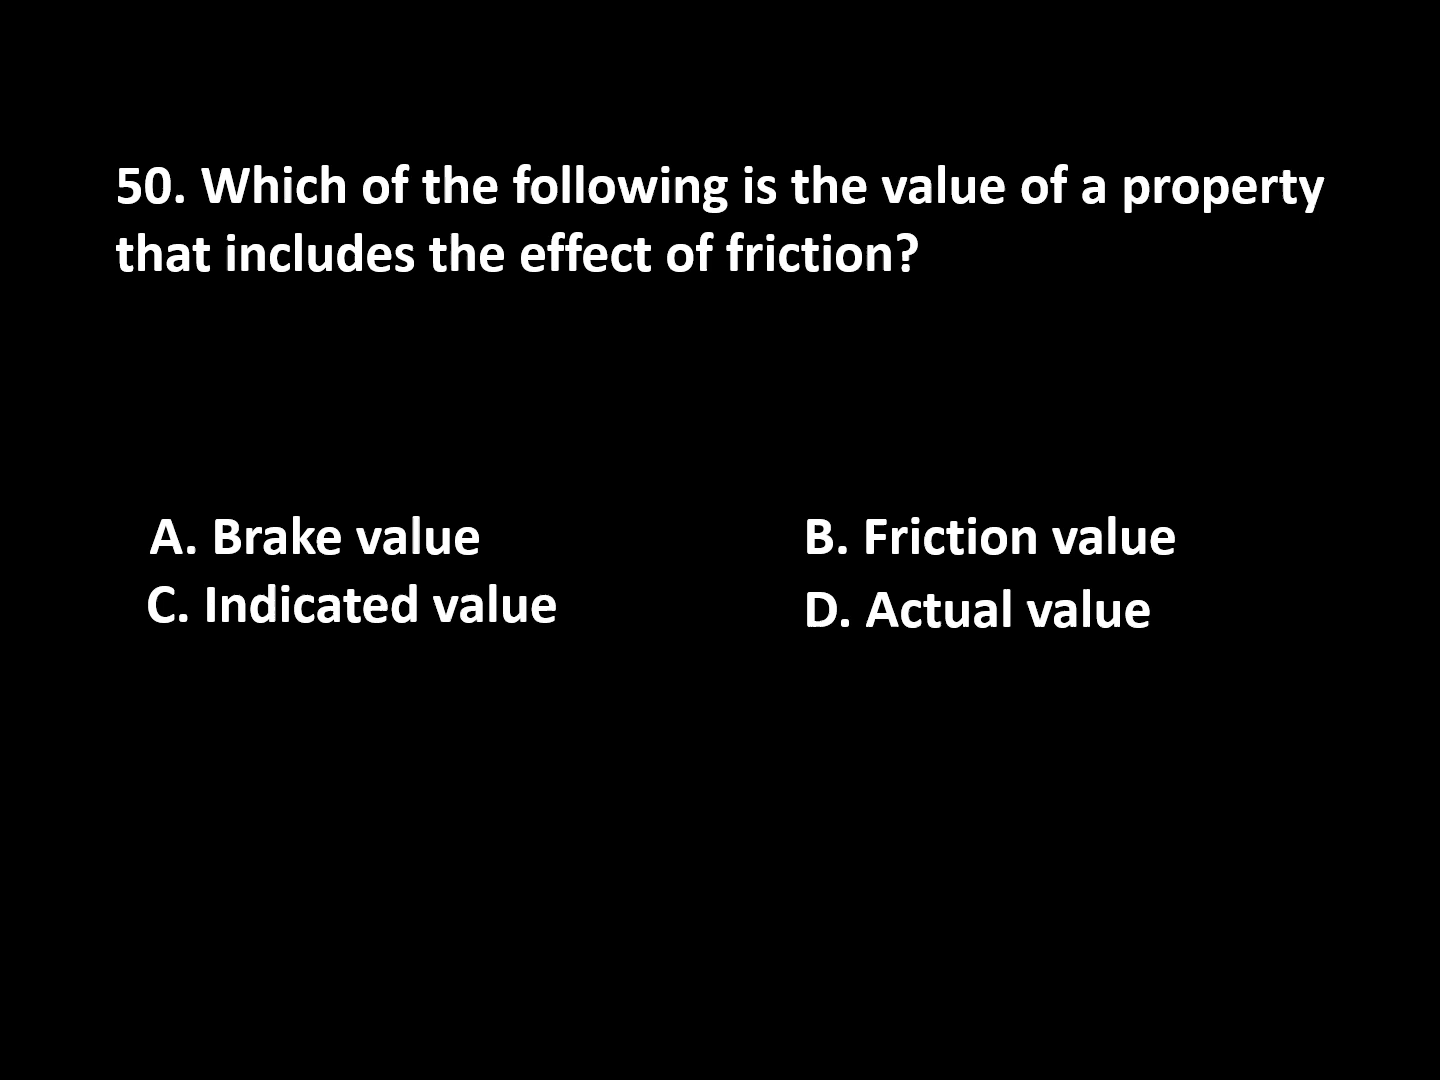 50. Which of the following is the value of a property
that includes the effect of friction?
A. Brake value
B. Friction value
C. Indicated value
D. Actual value